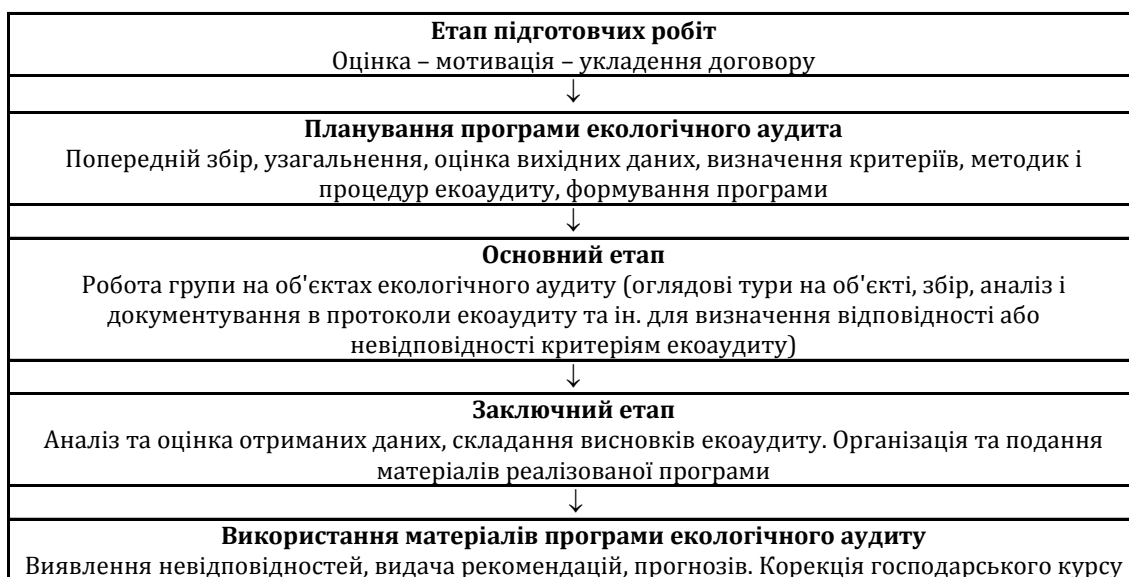 Етап підготовчих робіт
Оцінка – мотивація – укладення договору
↓
Планування програми екологічного аудита
Попередній збір, узагальнення, оцінка вихідних даних, визначення критеріїв, методик і
процедур екоаудиту, формування програми
↓
Основний етап
Робота групи на об'єктах екологічного аудиту (оглядові тури на об'єкті, збір, аналіз і
документування в протоколи екоаудиту та ін. для визначення відповідності або
невідповідності критеріям екоаудиту)
↓
Заключний етап
Аналіз та оцінка отриманих даних, складання висновків екоаудиту. Організація та подання
матеріалів реалізованої програми
↓
Використання матеріалів програми екологічного аудиту
Виявлення невідповідностей, видача рекомендацій, прогнозів. Корекція господарського курсу